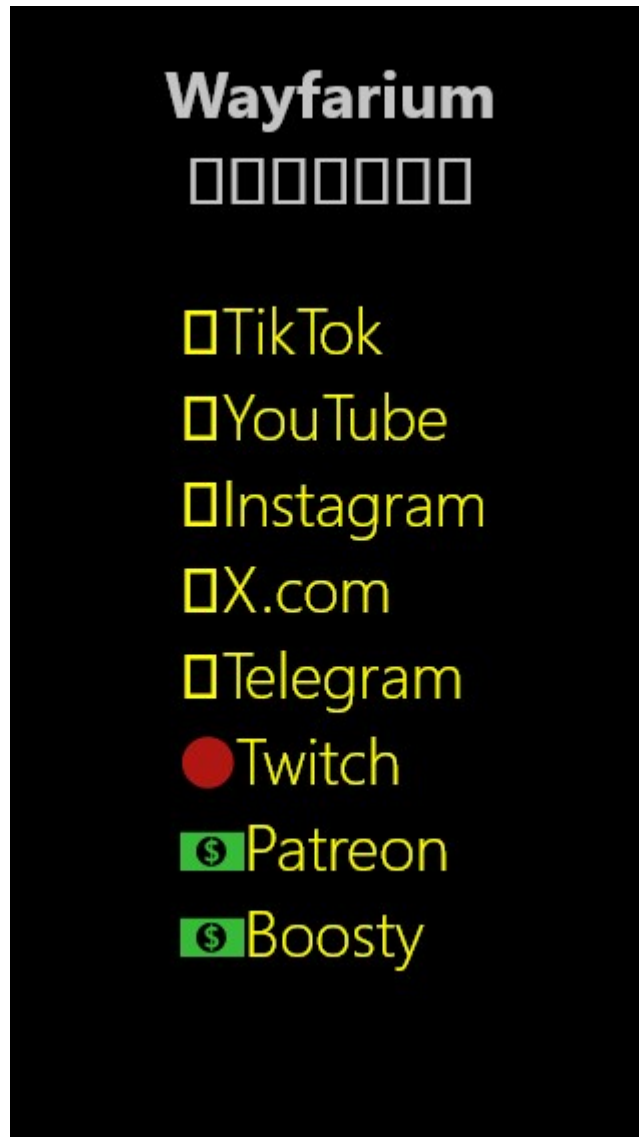 Wayfarium
▯▯▯▯▯▯▯
▯TikTok
▯YouTube
▯Instagram
▯X.com
▯Telegram
🔴Twitch
💵Patreon
💵Boosty